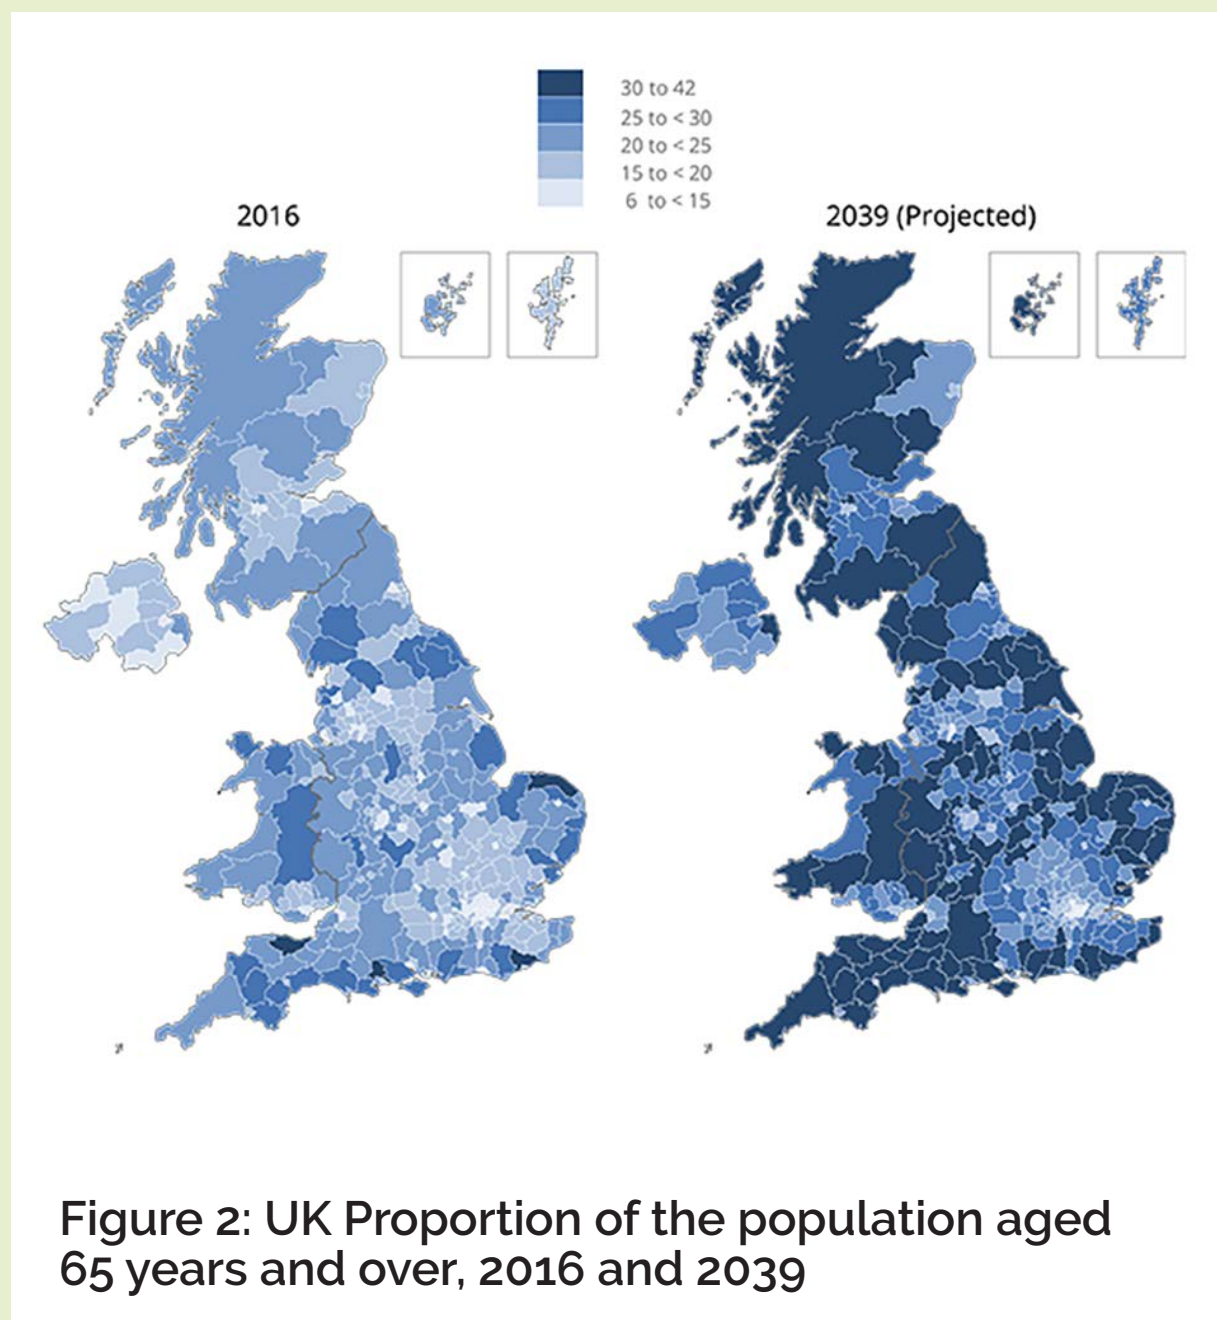 30 to 42
25 to < 30
20 to < 25
15 to < 20
6 to < 15
2016
2039 (Projected)
Figure 2: UK Proportion of the population aged
65 years and over, 2016 and 2039